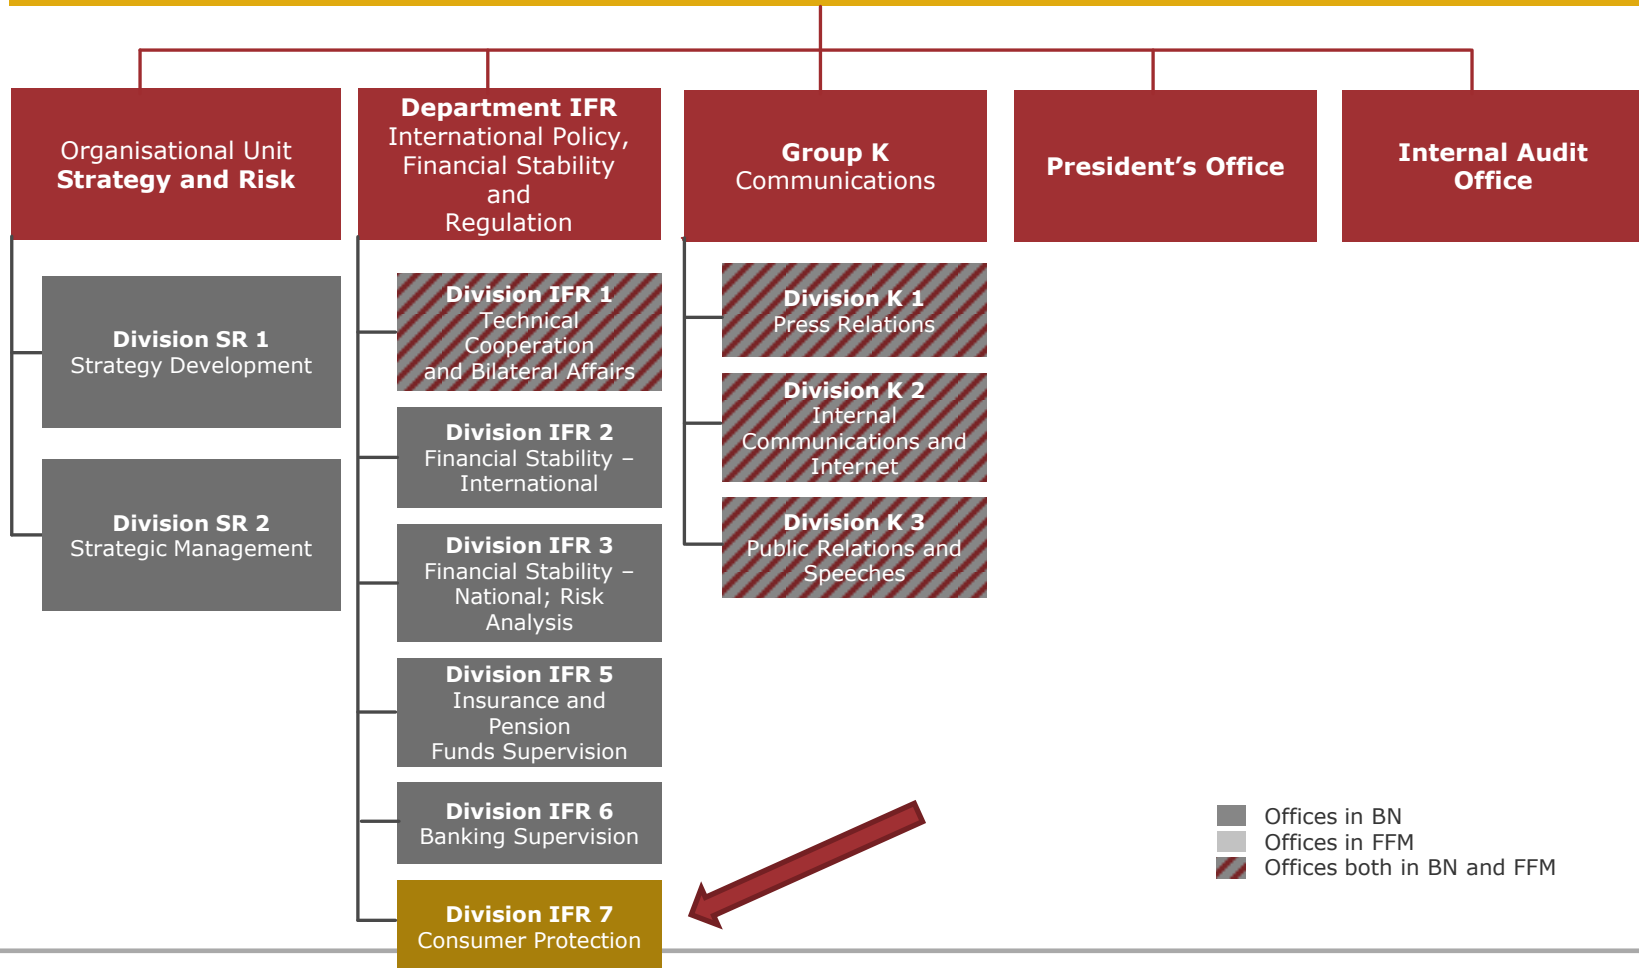 Organisational Unit
Strategy and Risk
Department IFR
International Policy,
Financial Stability
and
Regulation
Group K
Communications
President’s Office
Internal Audit
Office
Division SR 1
Strategy Development
Division SR 2
Strategic Management
Division IFR 1
Technical
Cooperation
and Bilateral Affairs
Division IFR 2
Financial Stability –
International
Division IFR 3
Financial Stability –
National; Risk
Analysis
Division IFR 5
Insurance and
Pension
Funds Supervision
Division IFR 6
Banking Supervision
Division IFR 7
Consumer Protection
Division K 1
Press Relations
Division K 2
Internal
Communications and
Internet
Division K 3
Public Relations and
Speeches
Offices in BN
Offices in FFM
Offices both in BN and FFM